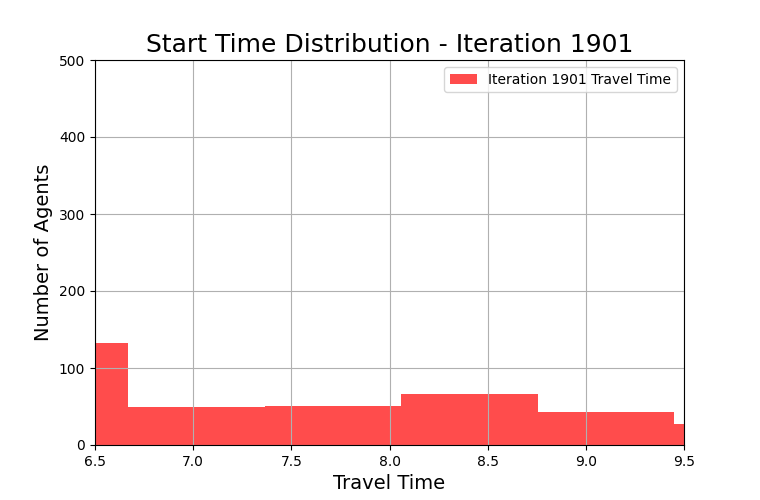 Start Time Distribution - Iteration 1901
Iteration 1901 Travel Time
Number of Agents
500
400
300
200
100
0
6.5 7.0 7.5 8.0 8.5 9.0 9.5
Travel Time